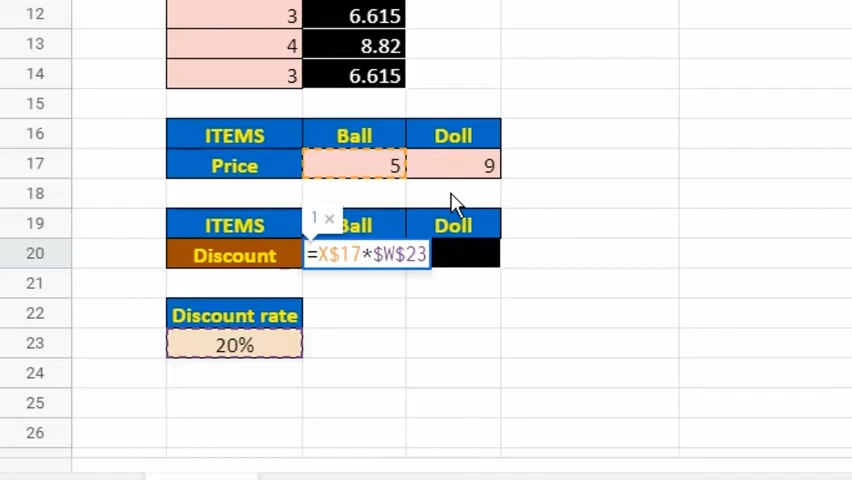 12 3 6.615
13 4 8.82
14 3 6.615
15
16 ITEMS Ball Doll
17 Price 5 9
18
1 ×
19 ITEMS Ball Doll
20 Discount =X$17*$W$23
21
22 Discount rate
23 20%
24
25
26